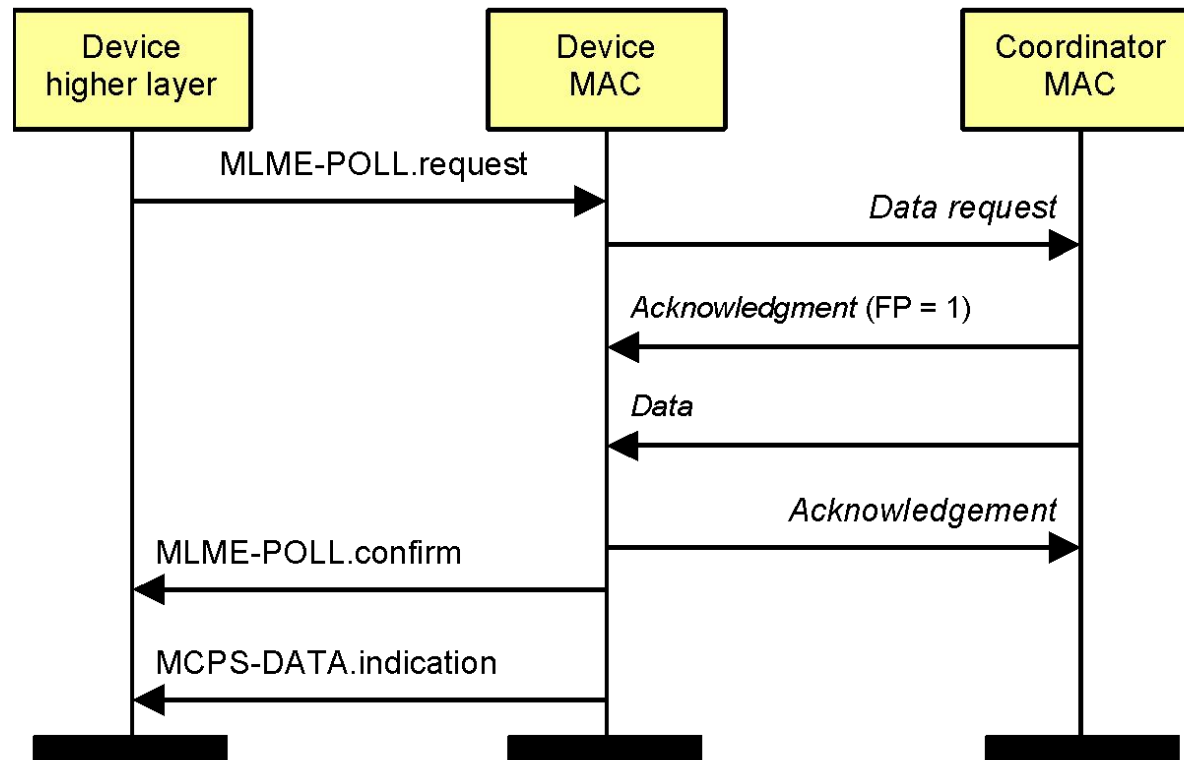 Device
higher layer
Device
MAC
Coordinator
MAC
MLME-POLL.request
Data request
Acknowledgment (FP = 1)
Data
Acknowledgement
MLME-POLL.confirm
MCPS-DATA.indication